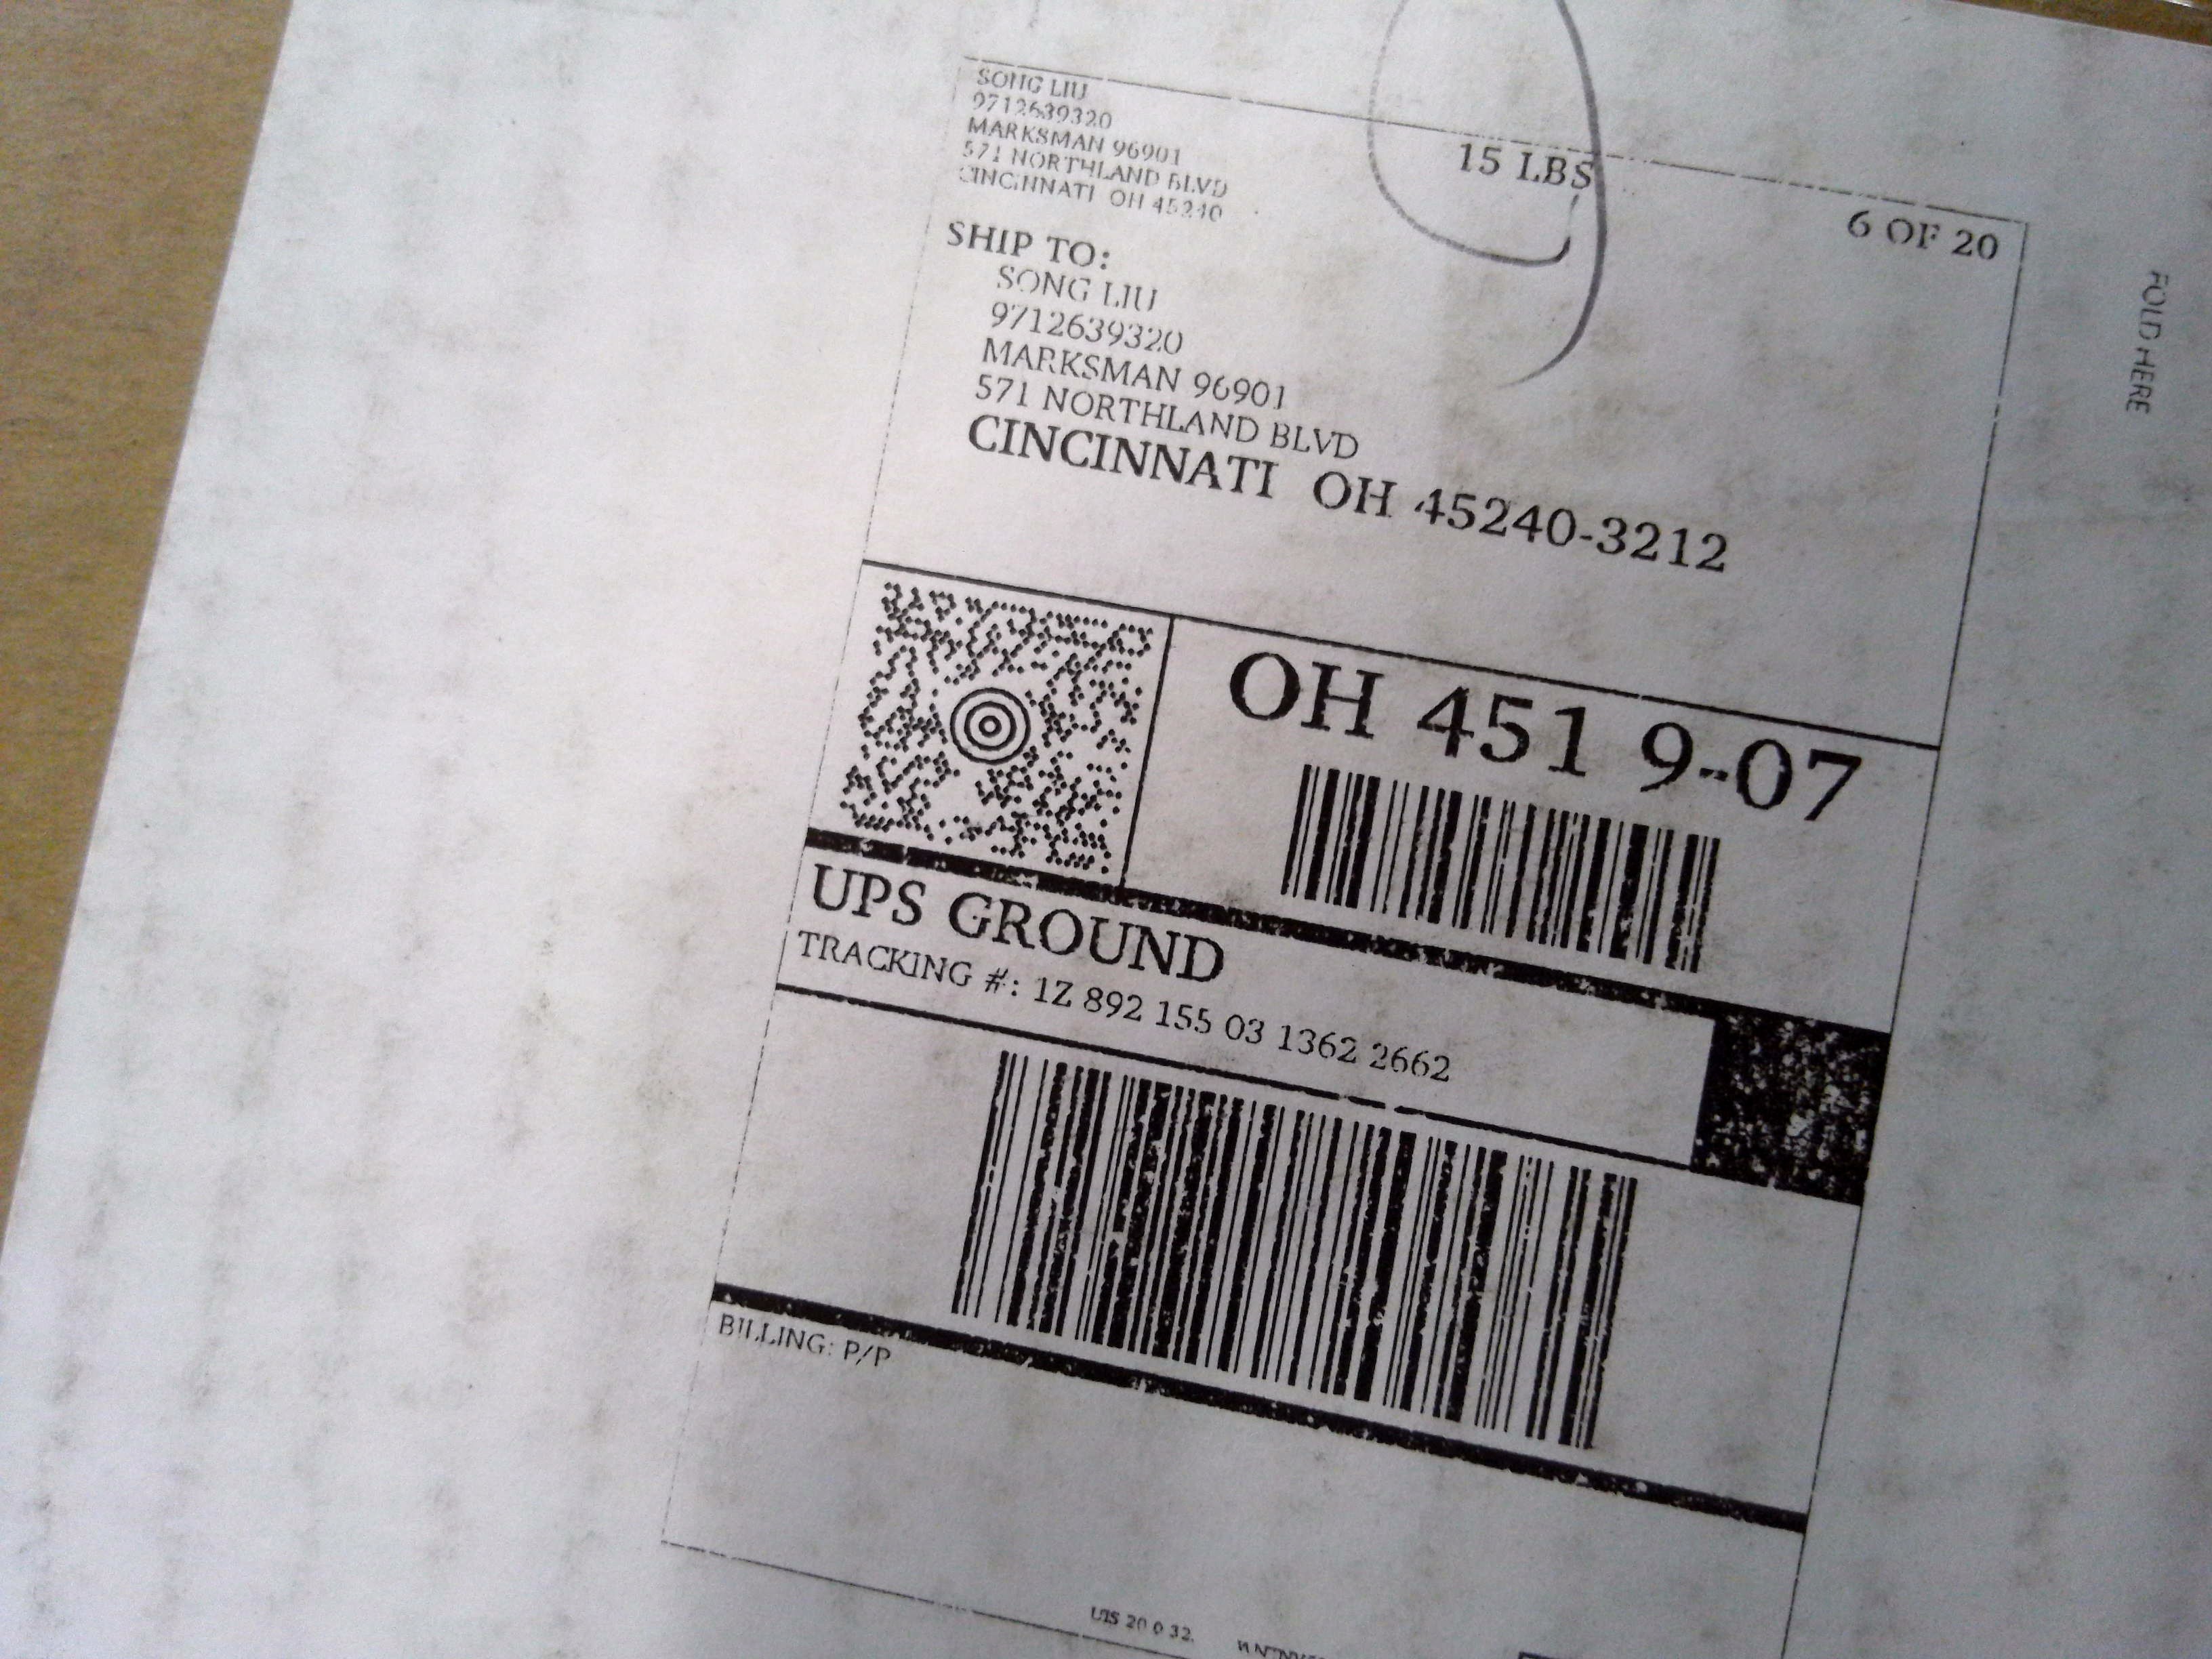 SONG LIU
9712639320
MARKSMAN 96901
571 NORTHLAND BLVD
CINCINNATI OH 45240
15 LBS
6 OF 20
SHIP TO:
SONG LIU
9712639320
MARKSMAN 96901
571 NORTHLAND BLVD
CINCINNATI OH 45240-3212
FOLD HERE
OH 451 9-07
UPS GROUND
TRACKING #: 1Z 892 155 03 1362 2662
BILLING: P/P